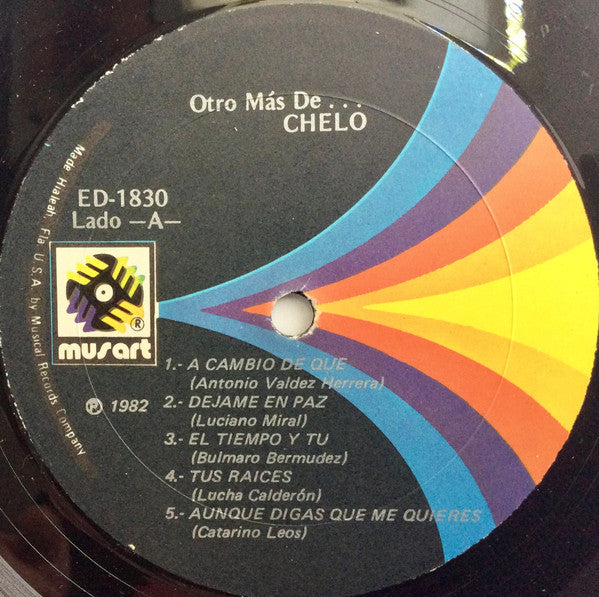 Otro Más De...
CHELO
ED-1830
Lado —A—
®
musart
℗ 1982
1.- A CAMBIO DE QUE
(Antonio Valdez Herrera)
2.- DEJAME EN PAZ
(Luciano Miral)
3.- EL TIEMPO Y TU
(Bulmaro Bermudez)
4.- TUS RAICES
(Lucha Calderón)
5.- AUNQUE DIGAS QUE ME QUIERES
(Catarino Leos)
Made Hialeah, Fla U.S.A. by Musical Records Company